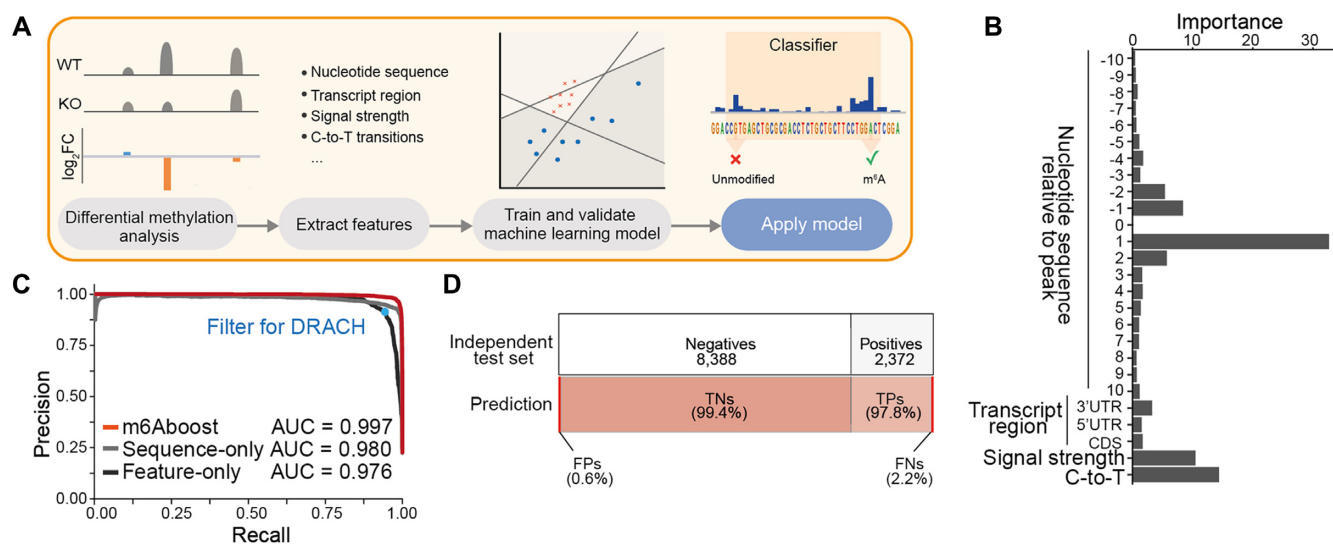 A
WT
KO
log2FC
• Nucleotide sequence
• Transcript region
• Signal strength
• C-to-T transitions
...
Classifier
GGACCGTGAGCTGCGCGACCTCTGCTGCTTCCTGGACTCGGA
Unmodified
m⁶A
Differential methylation
analysis
Extract features
Train and validate
machine learning model
Apply model
B
Importance
0 10 20 30
Nucleotide sequence
relative to peak
-10
-9
-8
-7
-6
-5
-4
-3
-2
-1
0
1
2
3
4
5
6
7
8
9
10
Transcript
region
3'UTR
5'UTR
CDS
Signal strength
C-to-T
C
Precision
1.00
0.75
0.50
0.25
0.00
Filter for DRACH
m6Aboost AUC = 0.997
Sequence-only AUC = 0.980
Feature-only AUC = 0.976
0.00 0.25 0.50 0.75 1.00
Recall
D
Independent
test set
Negatives
8,388
Positives
2,372
Prediction
TNs
(99.4%)
TPs
(97.8%)
FPs
(0.6%)
FNs
(2.2%)